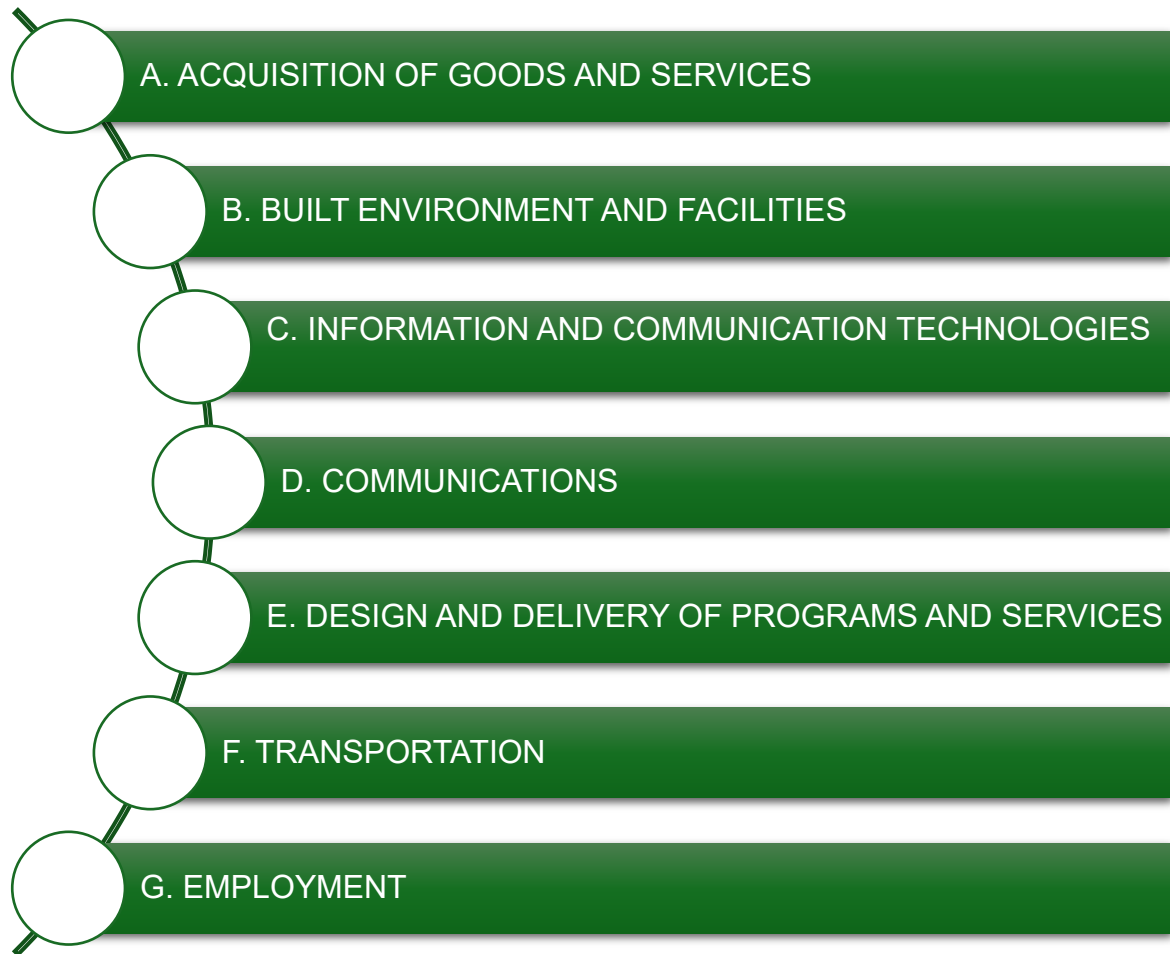 A. ACQUISITION OF GOODS AND SERVICES
B. BUILT ENVIRONMENT AND FACILITIES
C. INFORMATION AND COMMUNICATION TECHNOLOGIES
D. COMMUNICATIONS
E. DESIGN AND DELIVERY OF PROGRAMS AND SERVICES
F. TRANSPORTATION
G. EMPLOYMENT